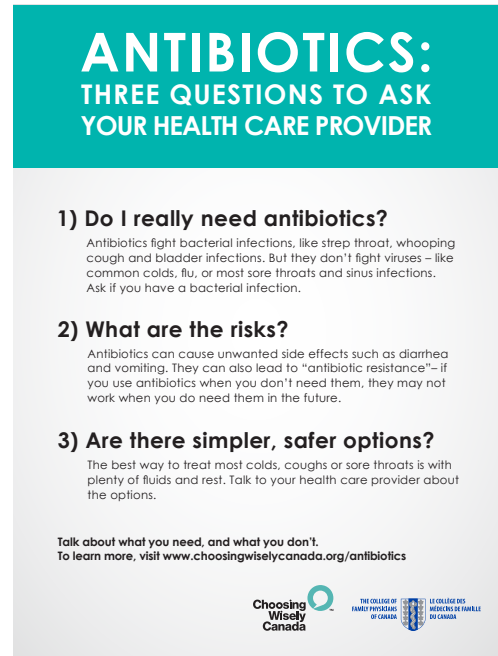 ANTIBIOTICS:
THREE QUESTIONS TO ASK
YOUR HEALTH CARE PROVIDER
1) Do I really need antibiotics?
Antibiotics fight bacterial infections, like strep throat, whooping
cough and bladder infections. But they don't fight viruses – like
common colds, flu, or most sore throats and sinus infections.
Ask if you have a bacterial infection.
2) What are the risks?
Antibiotics can cause unwanted side effects such as diarrhea
and vomiting. They can also lead to “antibiotic resistance”– if
you use antibiotics when you don't need them, they may not
work when you do need them in the future.
3) Are there simpler, safer options?
The best way to treat most colds, coughs or sore throats is with
plenty of fluids and rest. Talk to your health care provider about
the options.
Talk about what you need, and what you don't.
To learn more, visit www.choosingwiselycanada.org/antibiotics
Choosing
Wisely
Canada
THE COLLEGE OF
FAMILY PHYSICIANS
OF CANADA
LE COLLÈGE DES
MÉDECINS DE FAMILLE
DU CANADA